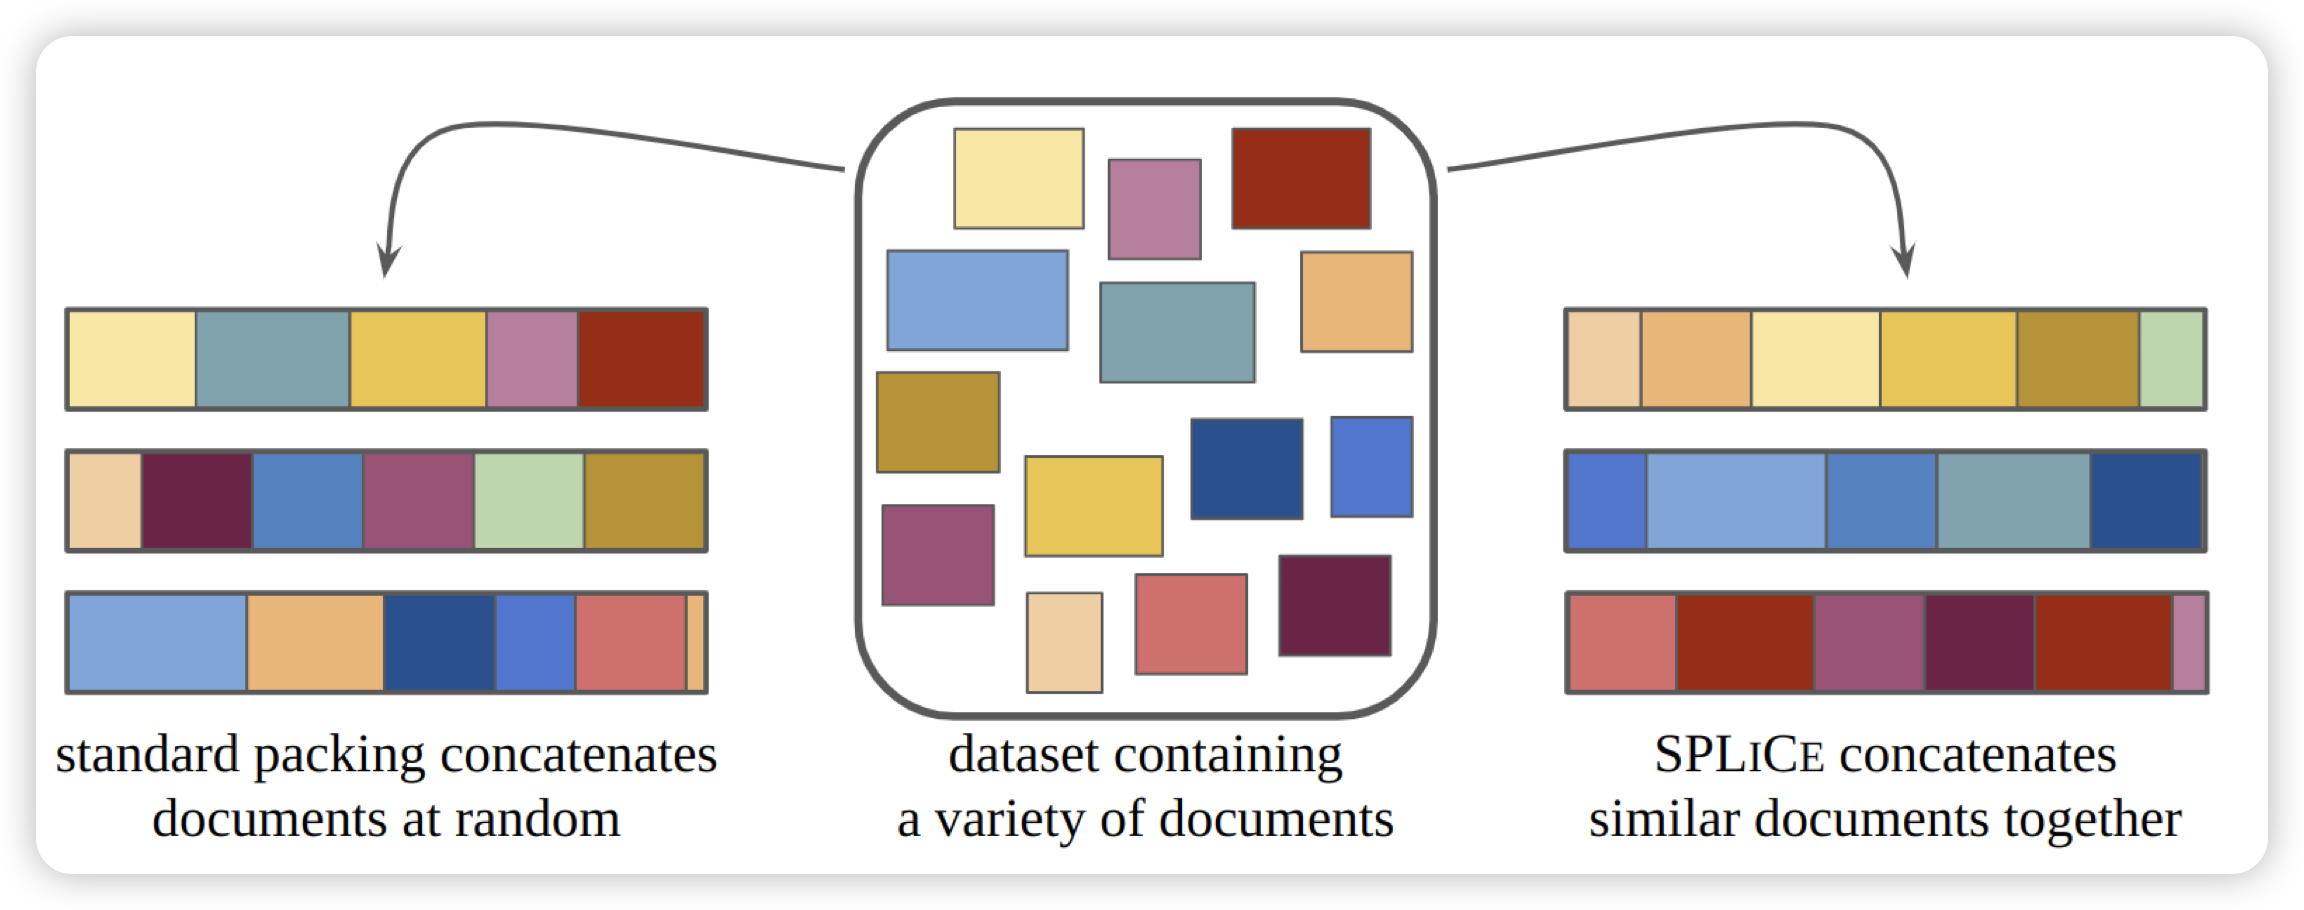 standard packing concatenates
documents at random
dataset containing
a variety of documents
SPLiCE concatenates
similar documents together